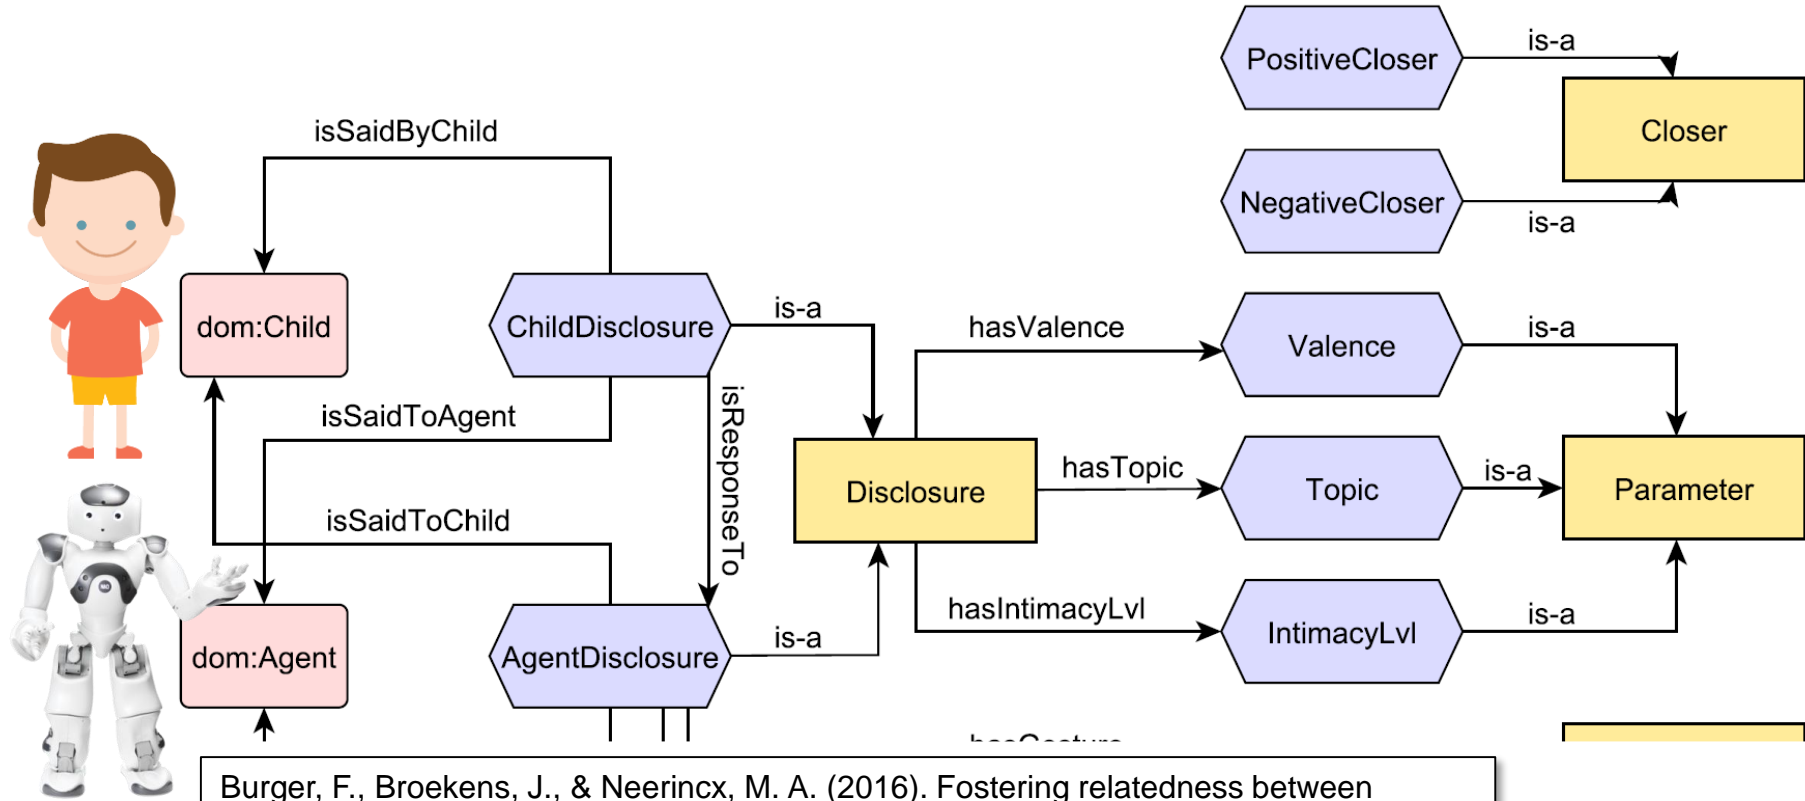 PositiveCloser
is-a
Closer
NegativeCloser
is-a
isSaidByChild
dom:Child
ChildDisclosure
is-a
hasValence
Valence
is-a
isSaidToAgent
isResponseTo
Disclosure
hasTopic
Topic
is-a
Parameter
isSaidToChild
dom:Agent
AgentDisclosure
is-a
hasIntimacyLvl
IntimacyLvl
is-a
Burger, F., Broekens, J., & Neerincx, M. A. (2016). Fostering relatedness between